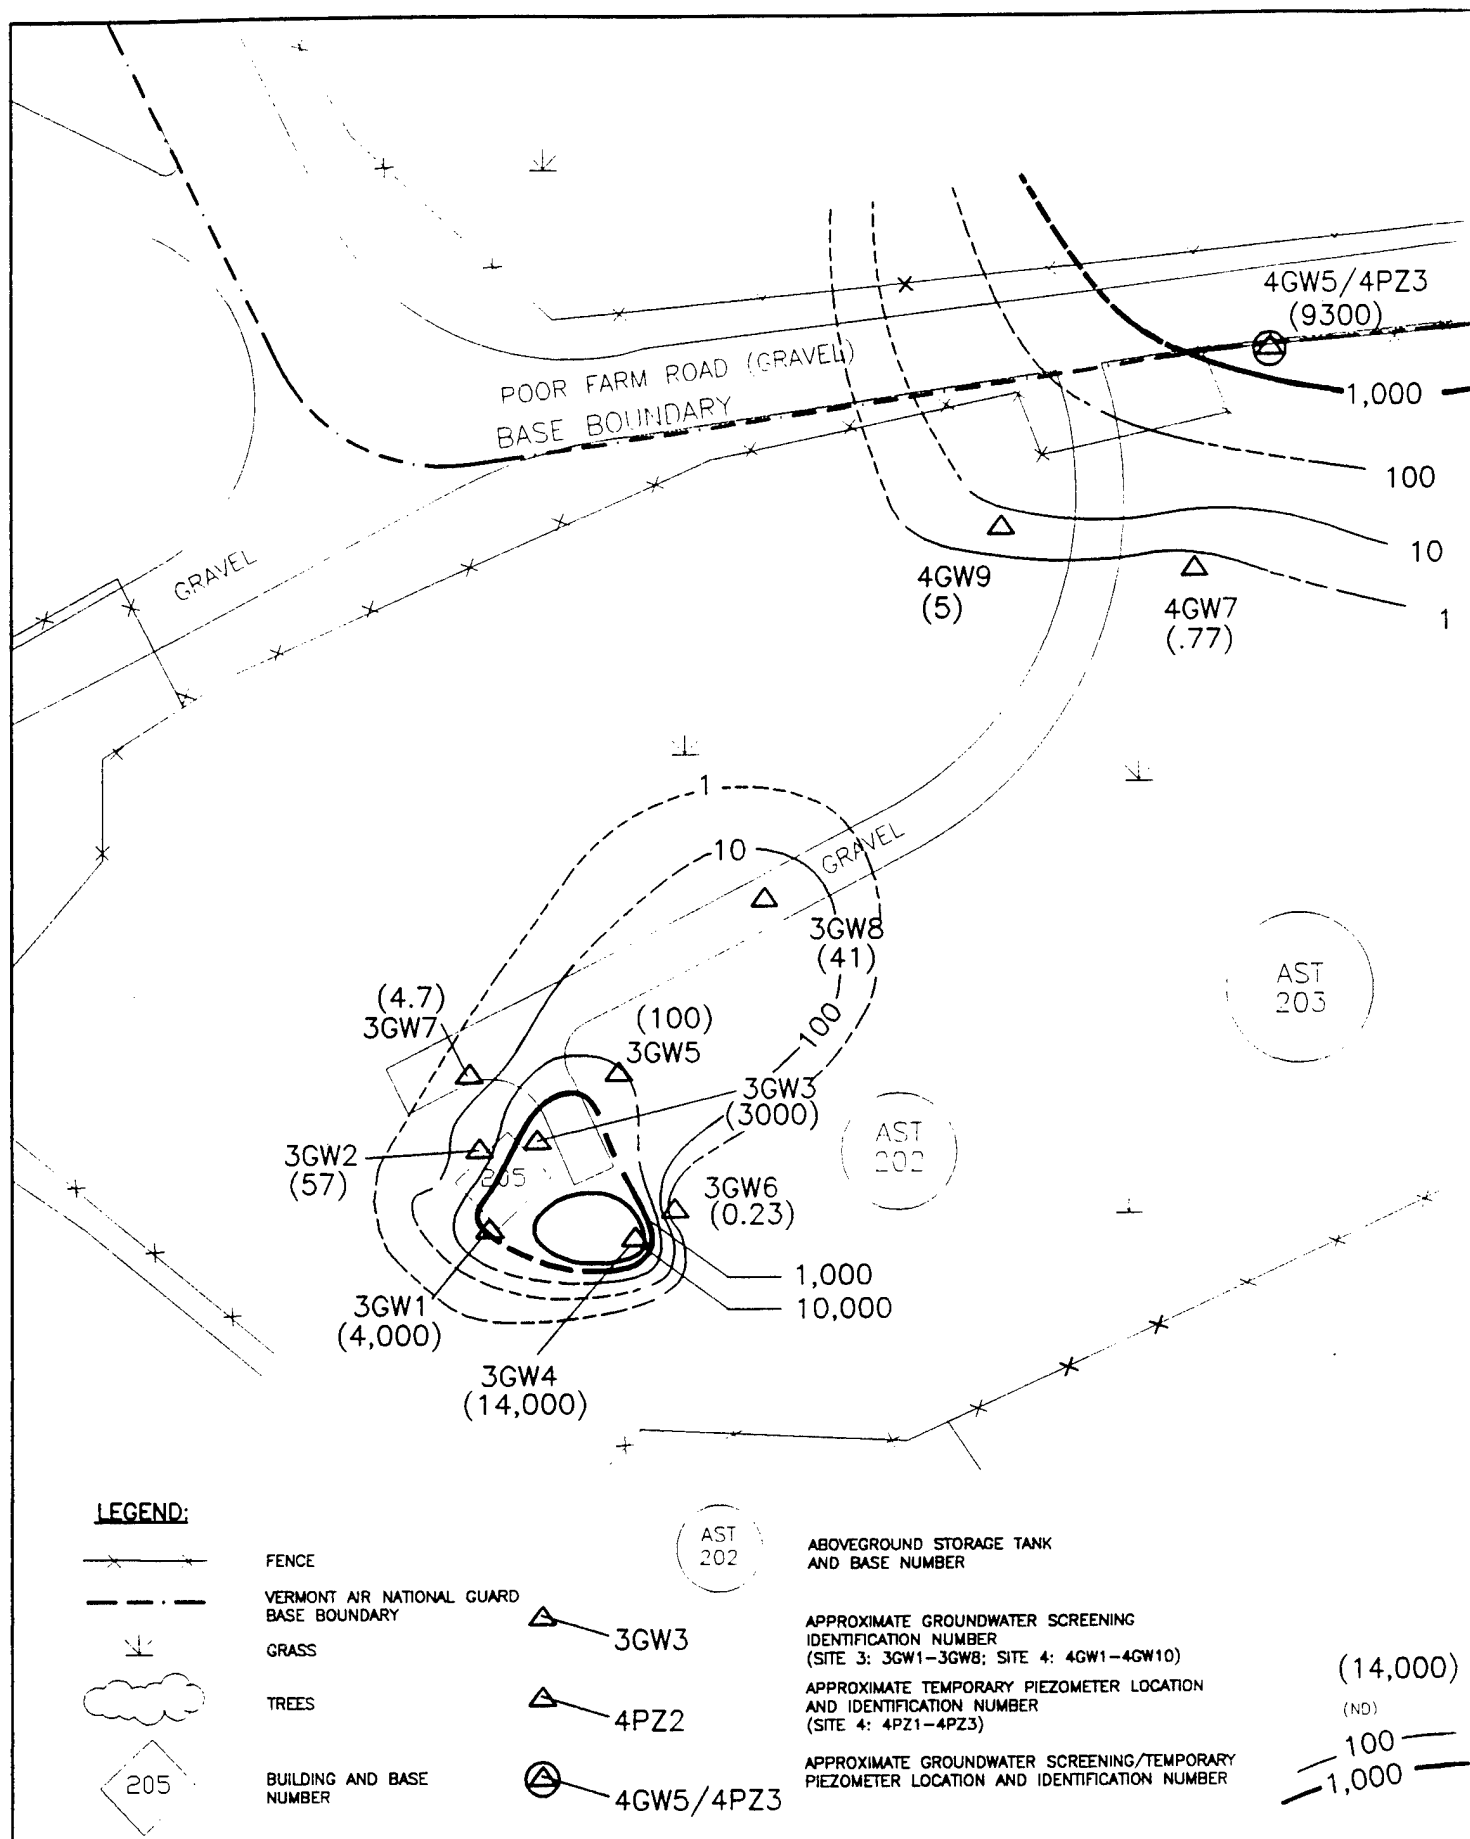 4GW5/4PZ3
(9300)
POOR FARM ROAD (GRAVEL)
BASE BOUNDARY
1,000
100
10
1
GRAVEL
4GW9
(5)
4GW7
(.77)
1
10
GRAVEL
3GW8
(41)
100
AST
203
(4.7)
3GW7
(100)
3GW5
3GW3
(3000)
AST
202
3GW2
(57)
205
3GW6
(0.23)
1,000
10,000
3GW1
(4,000)
3GW4
(14,000)
LEGEND:
FENCE
VERMONT AIR NATIONAL GUARD
BASE BOUNDARY
GRASS
TREES
205
BUILDING AND BASE
NUMBER
3GW3
4PZ2
4GW5/4PZ3
AST
202
ABOVEGROUND STORAGE TANK
AND BASE NUMBER
APPROXIMATE GROUNDWATER SCREENING
IDENTIFICATION NUMBER
(SITE 3: 3GW1-3GW8; SITE 4: 4GW1-4GW10)
APPROXIMATE TEMPORARY PIEZOMETER LOCATION
AND IDENTIFICATION NUMBER
(SITE 4: 4PZ1-4PZ3)
APPROXIMATE GROUNDWATER SCREENING/TEMPORARY
PIEZOMETER LOCATION AND IDENTIFICATION NUMBER
(14,000)
(ND)
100
1,000